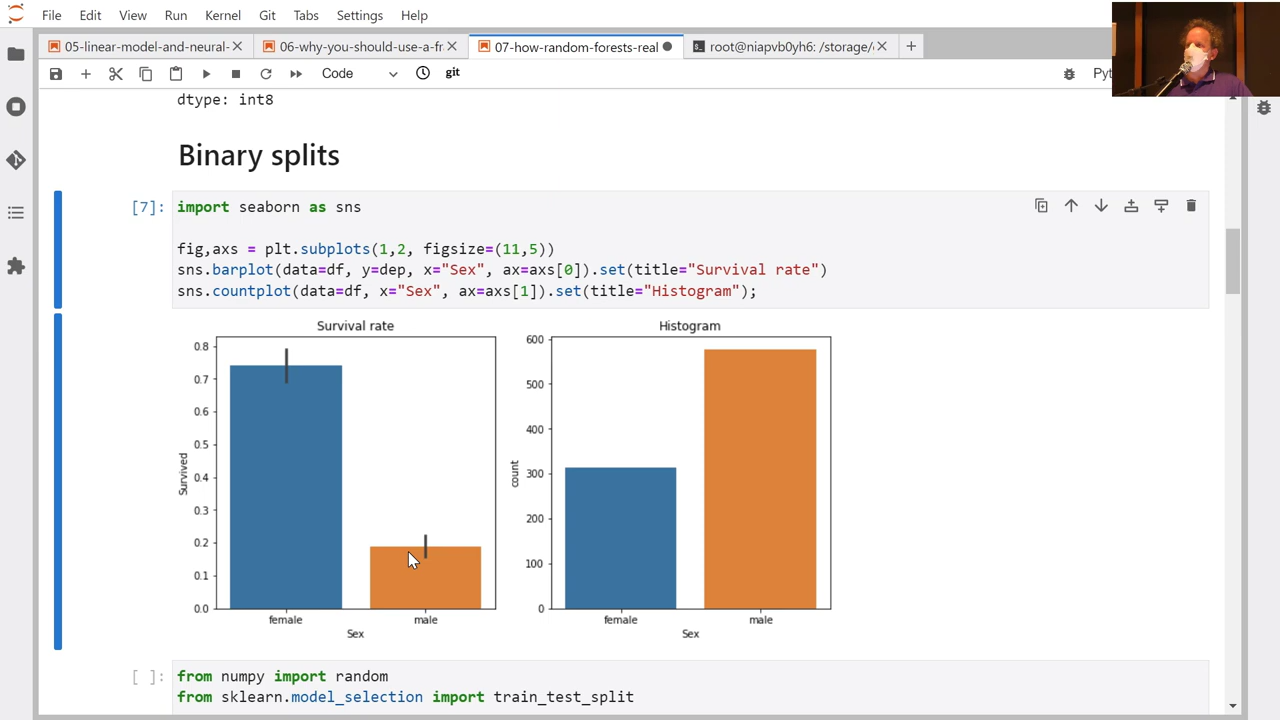 File Edit View Run Kernel Git Tabs Settings Help
05-linear-model-and-neural- 06-why-you-should-use-a-fr 07-how-random-forests-real root@niapvb0yh6: /storage/
Code git
dtype: int8
Binary splits
[7]: import seaborn as sns
fig,axs = plt.subplots(1,2, figsize=(11,5))
sns.barplot(data=df, y=dep, x="Sex", ax=axs[0]).set(title="Survival rate")
sns.countplot(data=df, x="Sex", ax=axs[1]).set(title="Histogram");
Survival rate
0.8
0.7
0.6
0.5
0.4
0.3
0.2
0.1
0.0
Survived
female male
Sex
Histogram
600
500
400
300
200
100
0
count
female male
Sex
[ ]: from numpy import random
from sklearn.model_selection import train_test_split